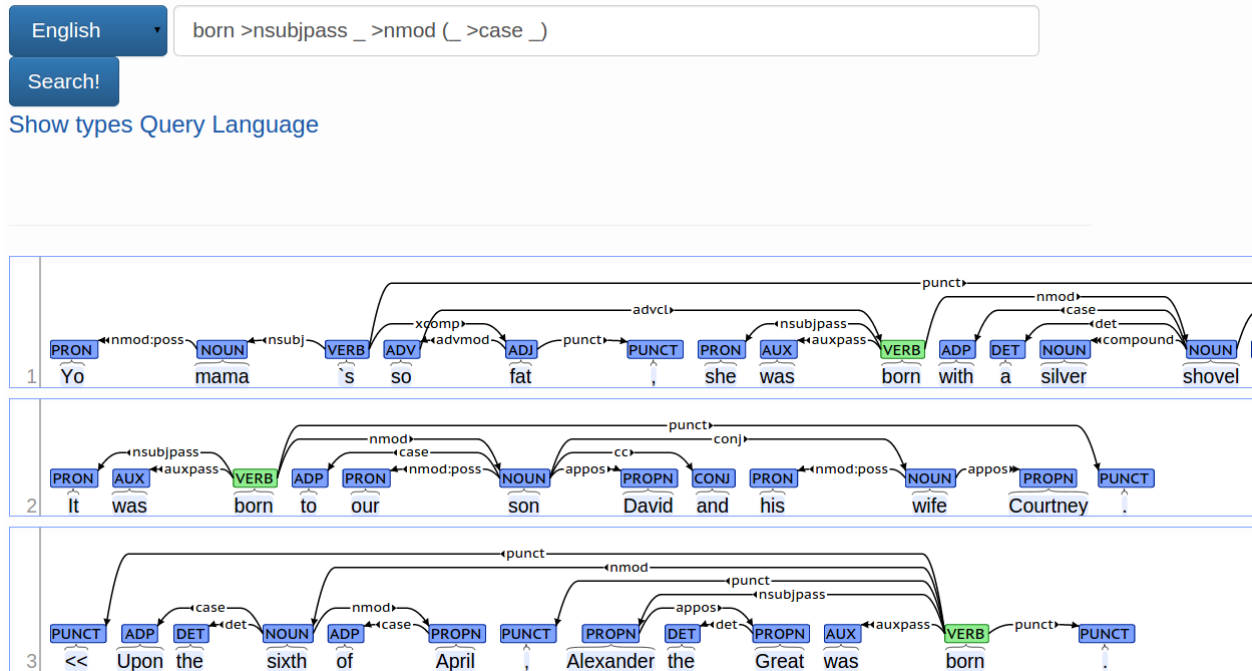 English
born >nsubjpass _ >nmod (_ >case _)
Search!
Show types Query Language
punct
advcl nmod
xcomp nsubjpass case
nmod:poss nsubj advmod punct auxpass det compound
PRON NOUN VERB ADV ADJ PUNCT PRON AUX VERB ADP DET NOUN NOUN
1 Yo mama `s so fat , she was born with a silver shovel
punct
nmod conj
nsubjpass case cc
auxpass nmod:poss appos nmod:poss appos
PRON AUX VERB ADP PRON NOUN PROPN CONJ PRON NOUN PROPN PUNCT
2 It was born to our son David and his wife Courtney .
punct
nmod
punct
nsubjpass
case nmod appos
det case det auxpass punct
PUNCT ADP DET NOUN ADP PROPN PUNCT PROPN DET PROPN AUX VERB PUNCT
3 << Upon the sixth of April , Alexander the Great was born .